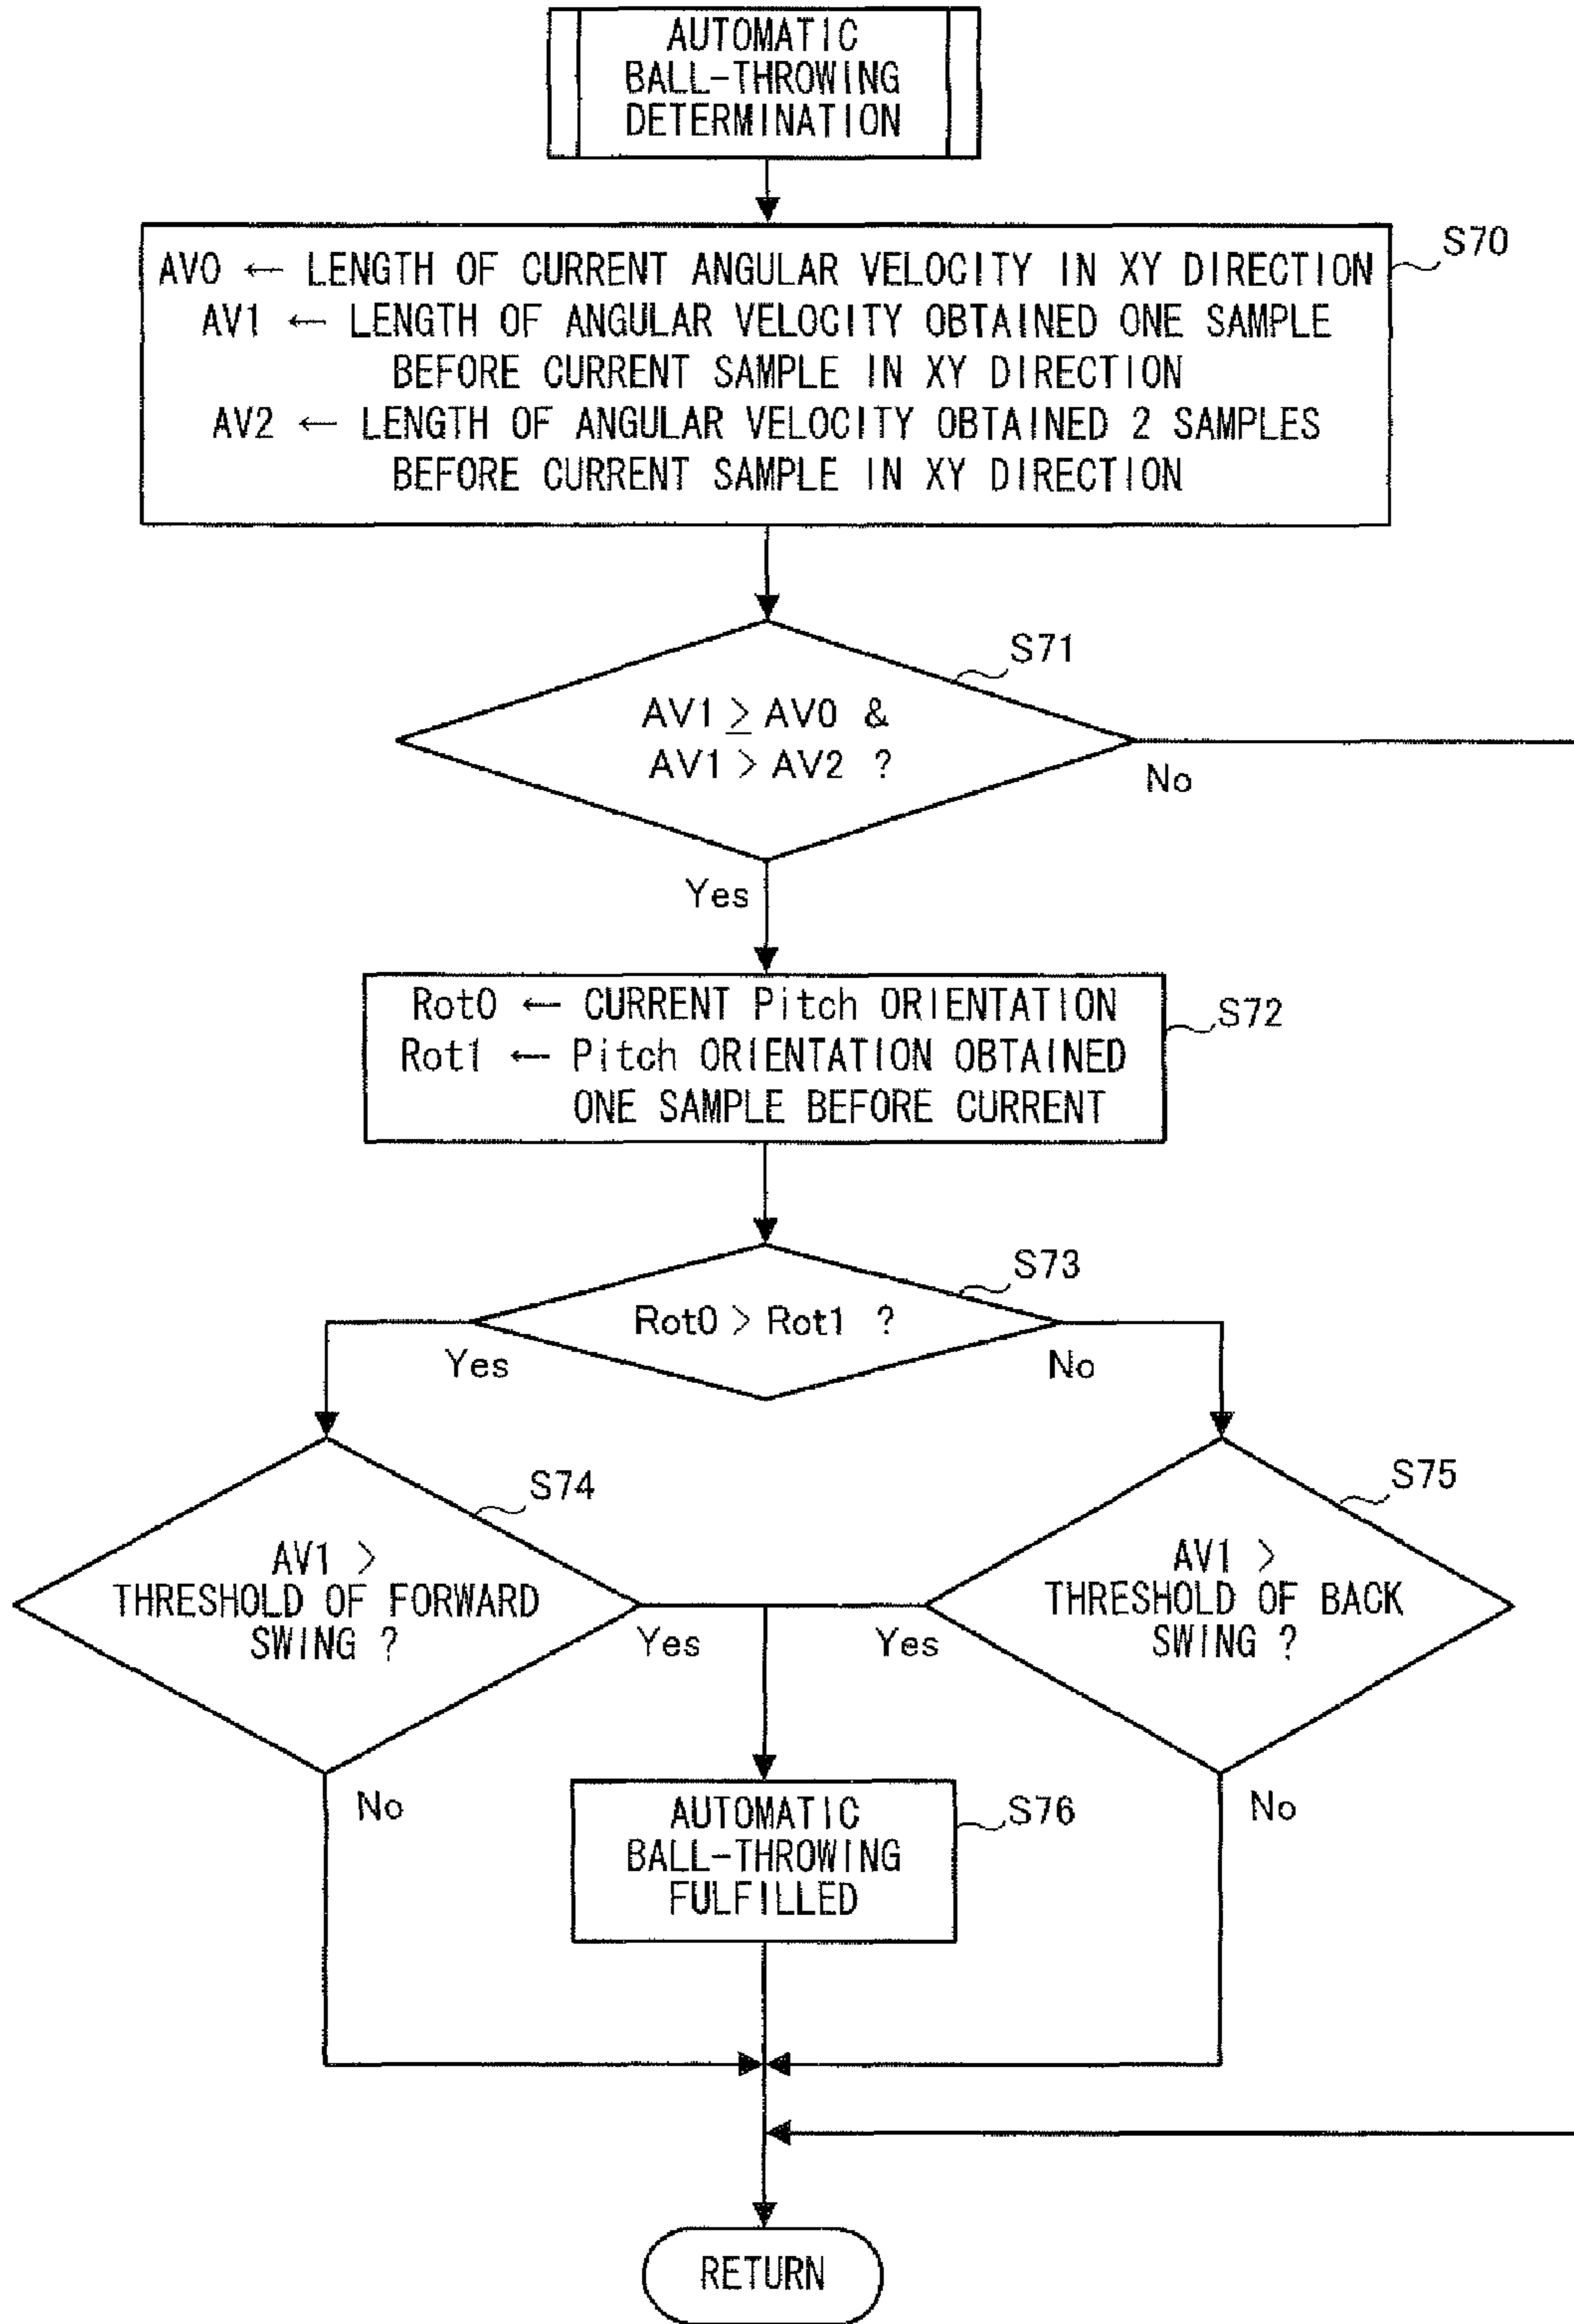 AUTOMATIC
BALL-THROWING
DETERMINATION
S70
AV0 ← LENGTH OF CURRENT ANGULAR VELOCITY IN XY DIRECTION
AV1 ← LENGTH OF ANGULAR VELOCITY OBTAINED ONE SAMPLE
BEFORE CURRENT SAMPLE IN XY DIRECTION
AV2 ← LENGTH OF ANGULAR VELOCITY OBTAINED 2 SAMPLES
BEFORE CURRENT SAMPLE IN XY DIRECTION
S71
AV1 ≥ AV0 &
AV1 > AV2 ?
No
Yes
Rot0 ← CURRENT Pitch ORIENTATION
Rot1 ← Pitch ORIENTATION OBTAINED
ONE SAMPLE BEFORE CURRENT
S72
S73
Rot0 > Rot1 ?
Yes
No
S74
AV1 >
THRESHOLD OF FORWARD
SWING ?
Yes
No
S75
AV1 >
THRESHOLD OF BACK
SWING ?
Yes
No
S76
AUTOMATIC
BALL-THROWING
FULFILLED
RETURN